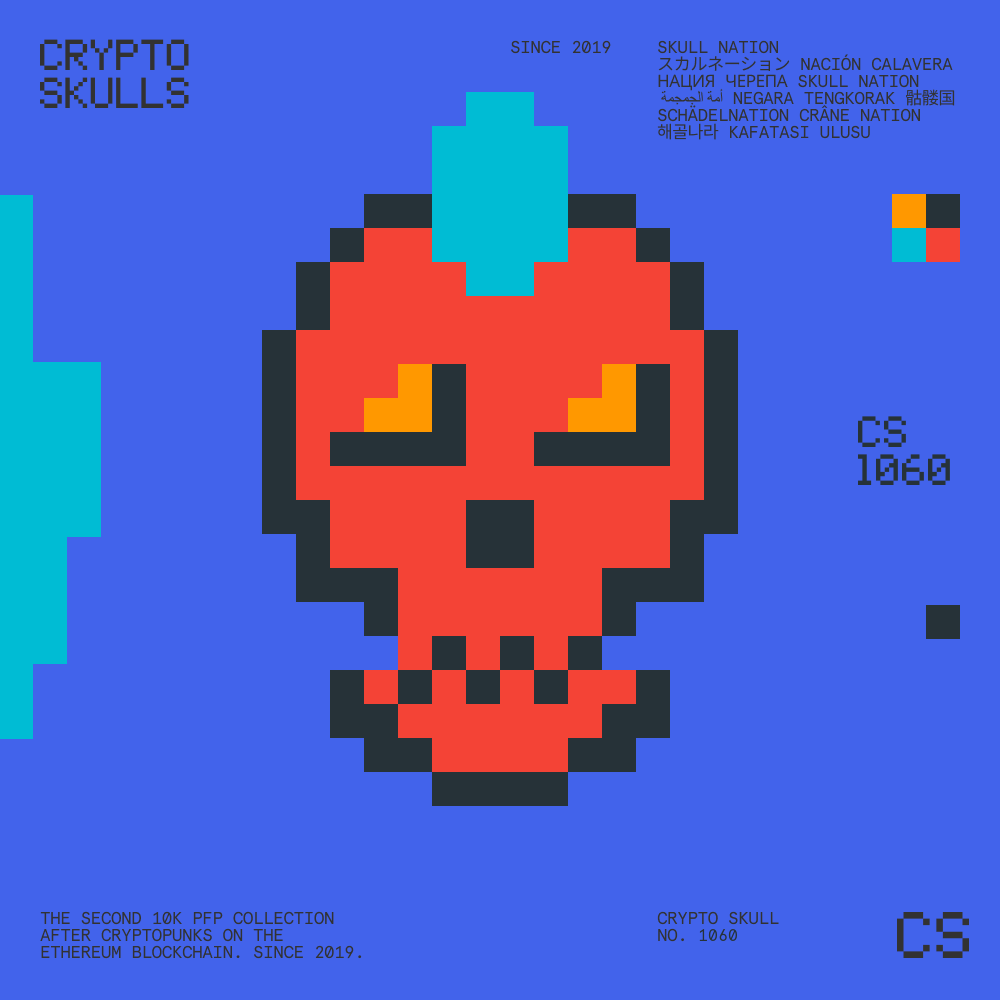 CRYPTO
SKULLS
SINCE 2019
SKULL NATION
スカルネーション NACIÓN CALAVERA
НАЦИЯ ЧЕРЕПА SKULL NATION
أمة الجمجمة NEGARA TENGKORAK 骷髅国
SCHÄDELNATION CRÂNE NATION
해골나라 KAFATASI ULUSU
CS
1060
THE SECOND 10K PFP COLLECTION
AFTER CRYPTOPUNKS ON THE
ETHEREUM BLOCKCHAIN. SINCE 2019.
CRYPTO SKULL
NO. 1060
CS